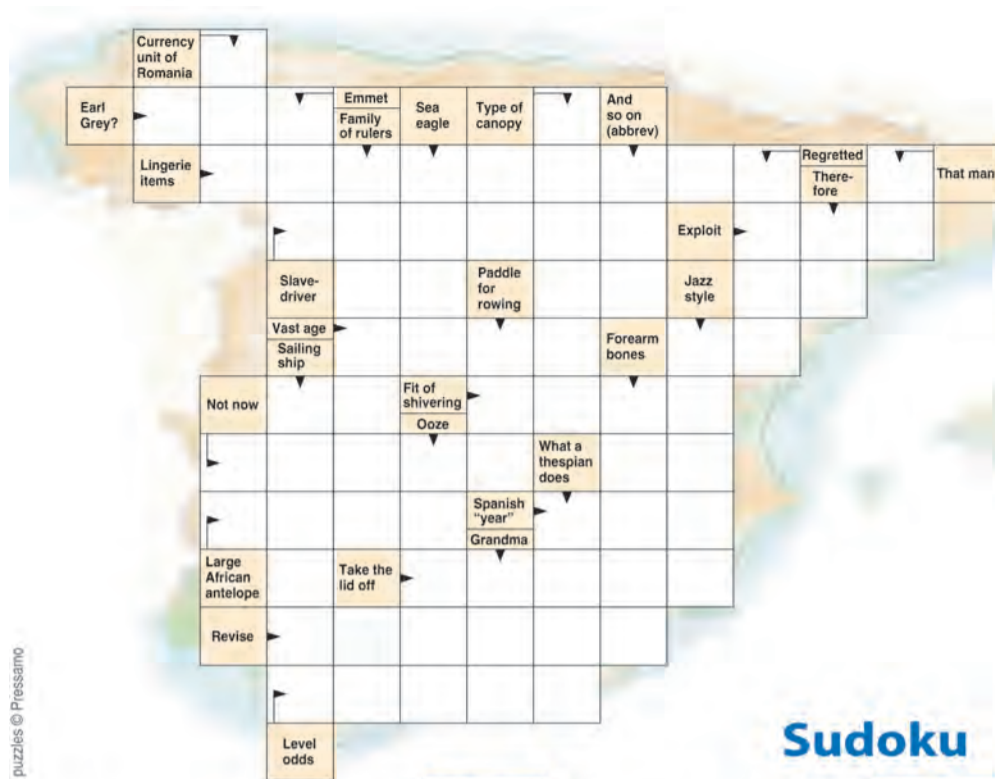 Currency
unit of
Romania
Earl
Grey?
Emmet
Family
of rulers
Sea
eagle
Type of
canopy
And
so on
(abbrev)
Lingerie
items
Regretted
There-
fore
That man
Exploit
Slave-
driver
Paddle
for
rowing
Jazz
style
Vast age
Sailing
ship
Forearm
bones
Not now
Fit of
shivering
Ooze
What a
thespian
does
Spanish
"year"
Grandma
Large
African
antelope
Take the
lid off
Revise
Level
odds
puzzles © Pressamo
Sudoku